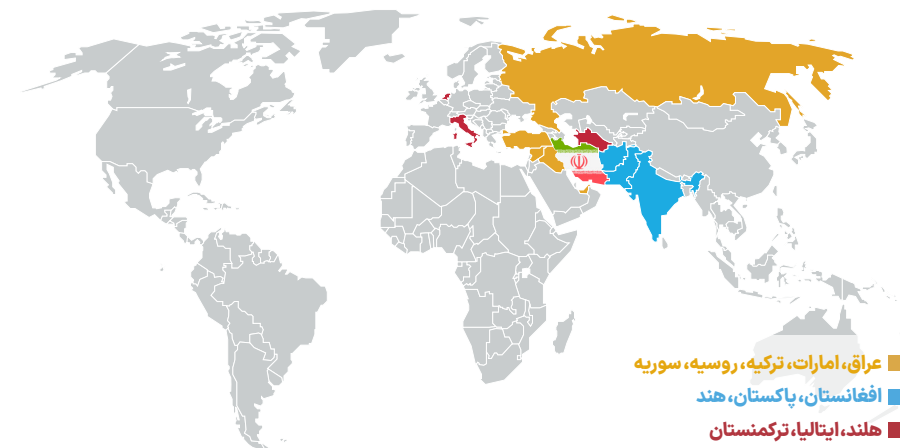 عراق، امارات، ترکیه، روسیه، سوریه
افغانستان، پاکستان، هند
هلند، ایتالیا، ترکمنستان